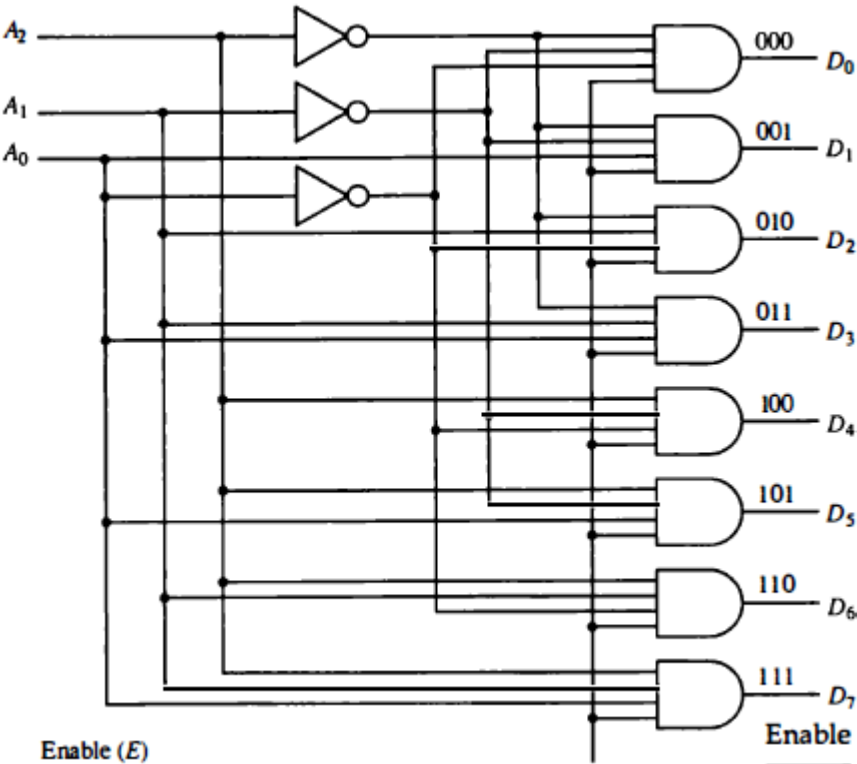 A₂
000
D₀
A₁
001
D₁
A₀
010
D₂
011
D₃
100
D₄
101
D₅
110
D₆
111
D₇
Enable
Enable (E)